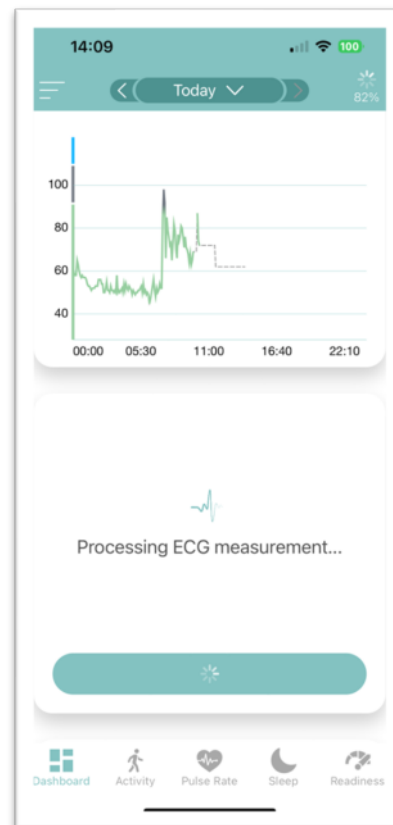 14:09
100
Today
82%
100
80
60
40
00:00 05:30 11:00 16:40 22:10
Processing ECG measurement...
Dashboard Activity Pulse Rate Sleep Readiness